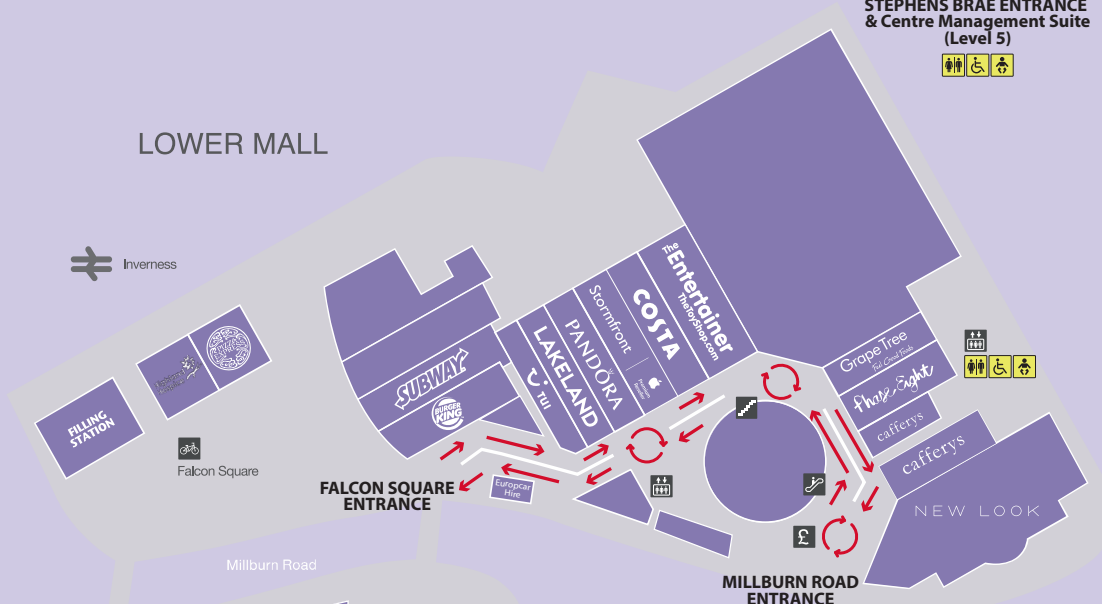 STEPHENS BRAE ENTRANCE
& Centre Management Suite
(Level 5)
LOWER MALL
Inverness
FILLING
STATION
Falcon Square
SUBWAY
BURGER
KING
TUI
LAKELAND
PANDÖRA
Stormfront
COSTA
The
Entertainer
TheToyShop.com
Grape Tree
Phase Eight
cafferys
cafferys
NEW LOOK
Europcar
Hire
FALCON SQUARE
ENTRANCE
£
Millburn Road
MILLBURN ROAD
ENTRANCE